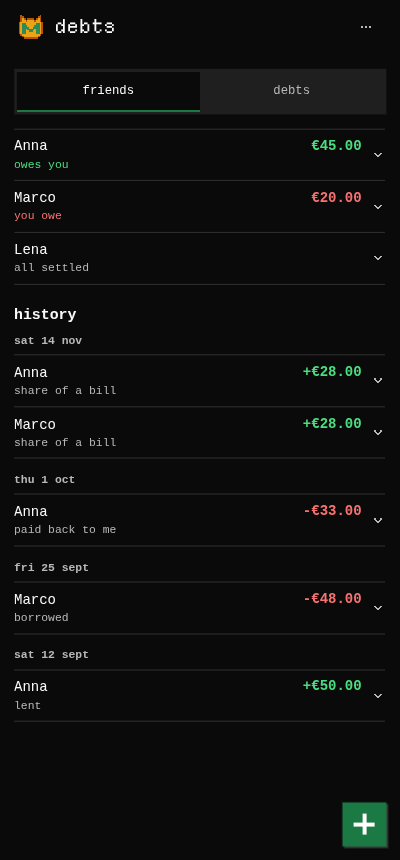 debts
...
friends
debts
Anna
€45.00
owes you
Marco
€20.00
you owe
Lena
all settled
history
sat 14 nov
Anna
+€28.00
share of a bill
Marco
+€28.00
share of a bill
thu 1 oct
Anna
-€33.00
paid back to me
fri 25 sept
Marco
-€48.00
borrowed
sat 12 sept
Anna
+€50.00
lent